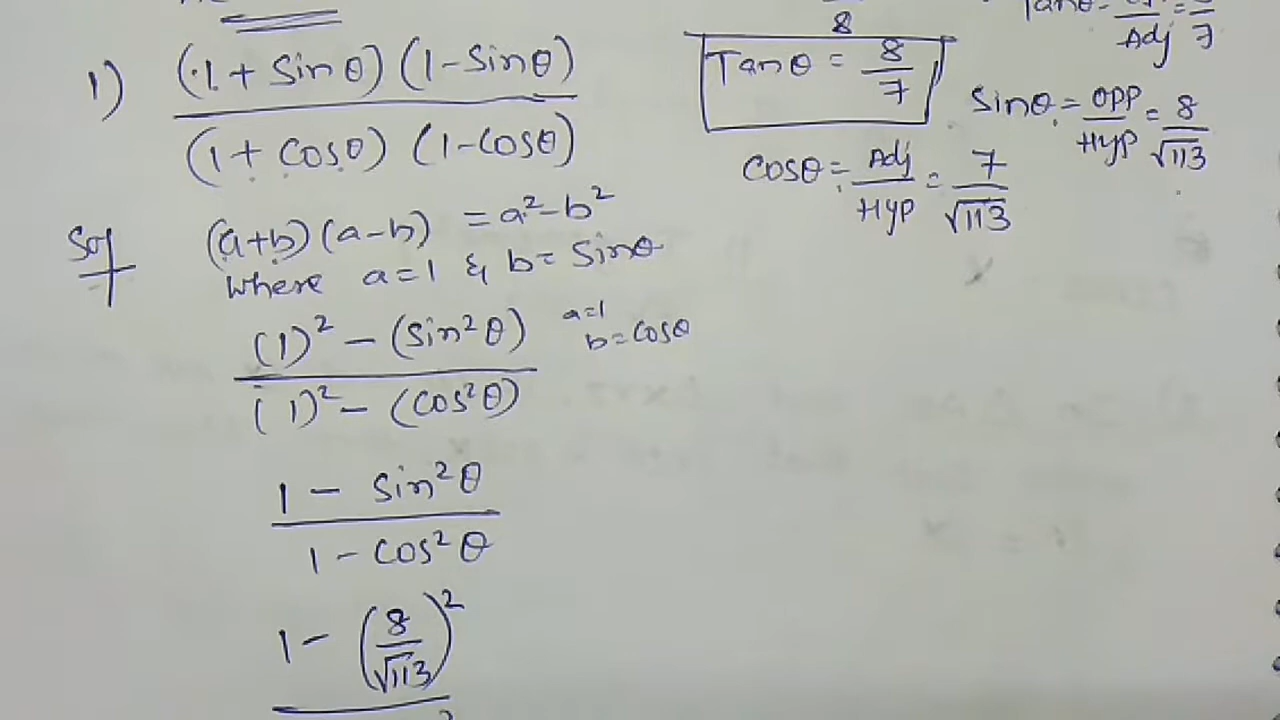 1) (1 + Sinθ) (1 - Sinθ)
(1 + Cosθ) (1 - Cosθ)
Sol (a+b) (a-b) = a² - b²
where a = 1 & b = Sinθ
(1)² - (Sin²θ) a=1
b = Cosθ
(1)² - (Cos²θ)
1 - Sin²θ
1 - Cos²θ
1 - (8/√113)²
8
Tanθ = 8/7
Adj 7
Sinθ = OPP/Hyp = 8/√113
Cosθ = Adj/Hyp = 7/√113